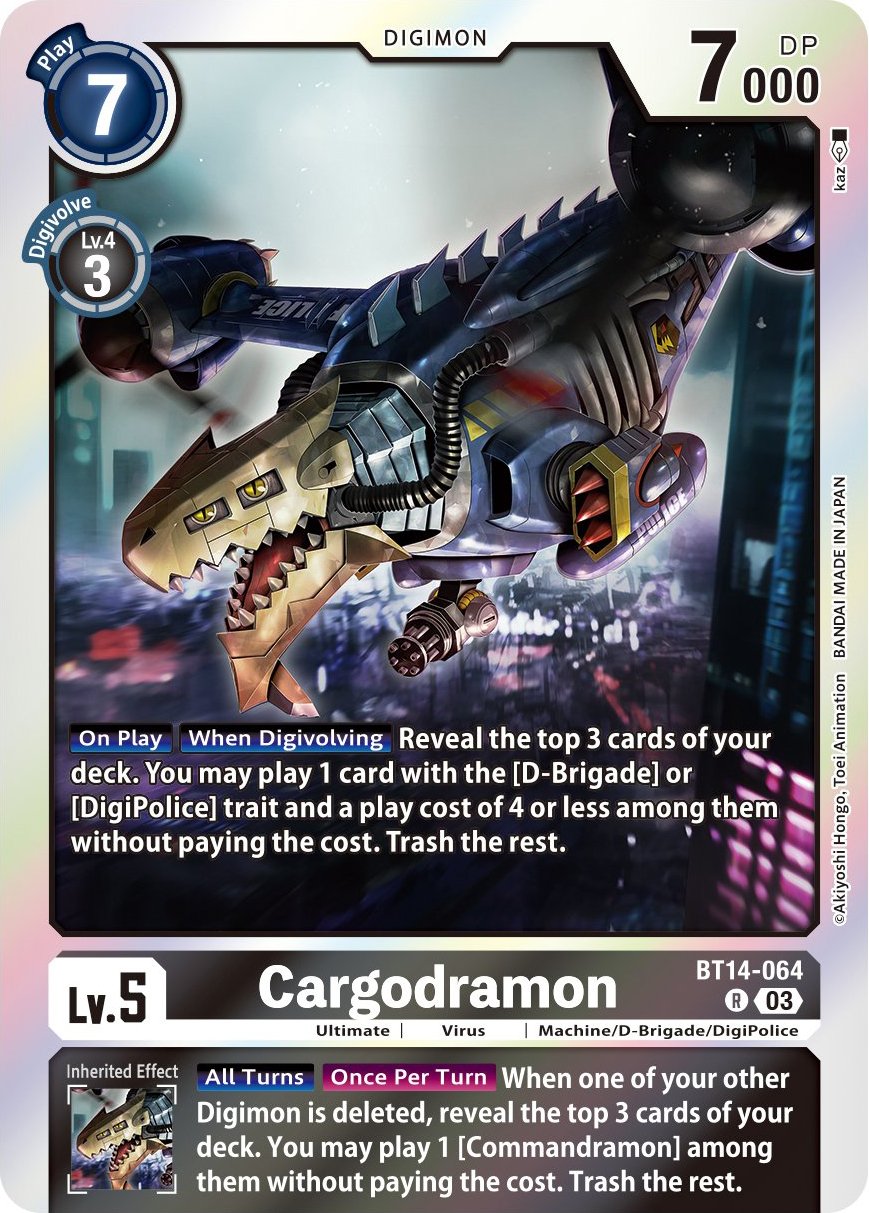 DIGIMON
Play
7
7000
DP
Digivolve
Lv.4
3
kaz
POLICE
On Play When Digivolving Reveal the top 3 cards of your
deck. You may play 1 card with the [D-Brigade] or
[DigiPolice] trait and a play cost of 4 or less among them
without paying the cost. Trash the rest.
©Akiyoshi Hongo, Toei Animation BANDAI MADE IN JAPAN
Lv.5
Cargodramon
BT14-064
R 03
Ultimate | Virus | Machine/D-Brigade/DigiPolice
Inherited Effect
All Turns Once Per Turn When one of your other
Digimon is deleted, reveal the top 3 cards of your
deck. You may play 1 [Commandramon] among
them without paying the cost. Trash the rest.